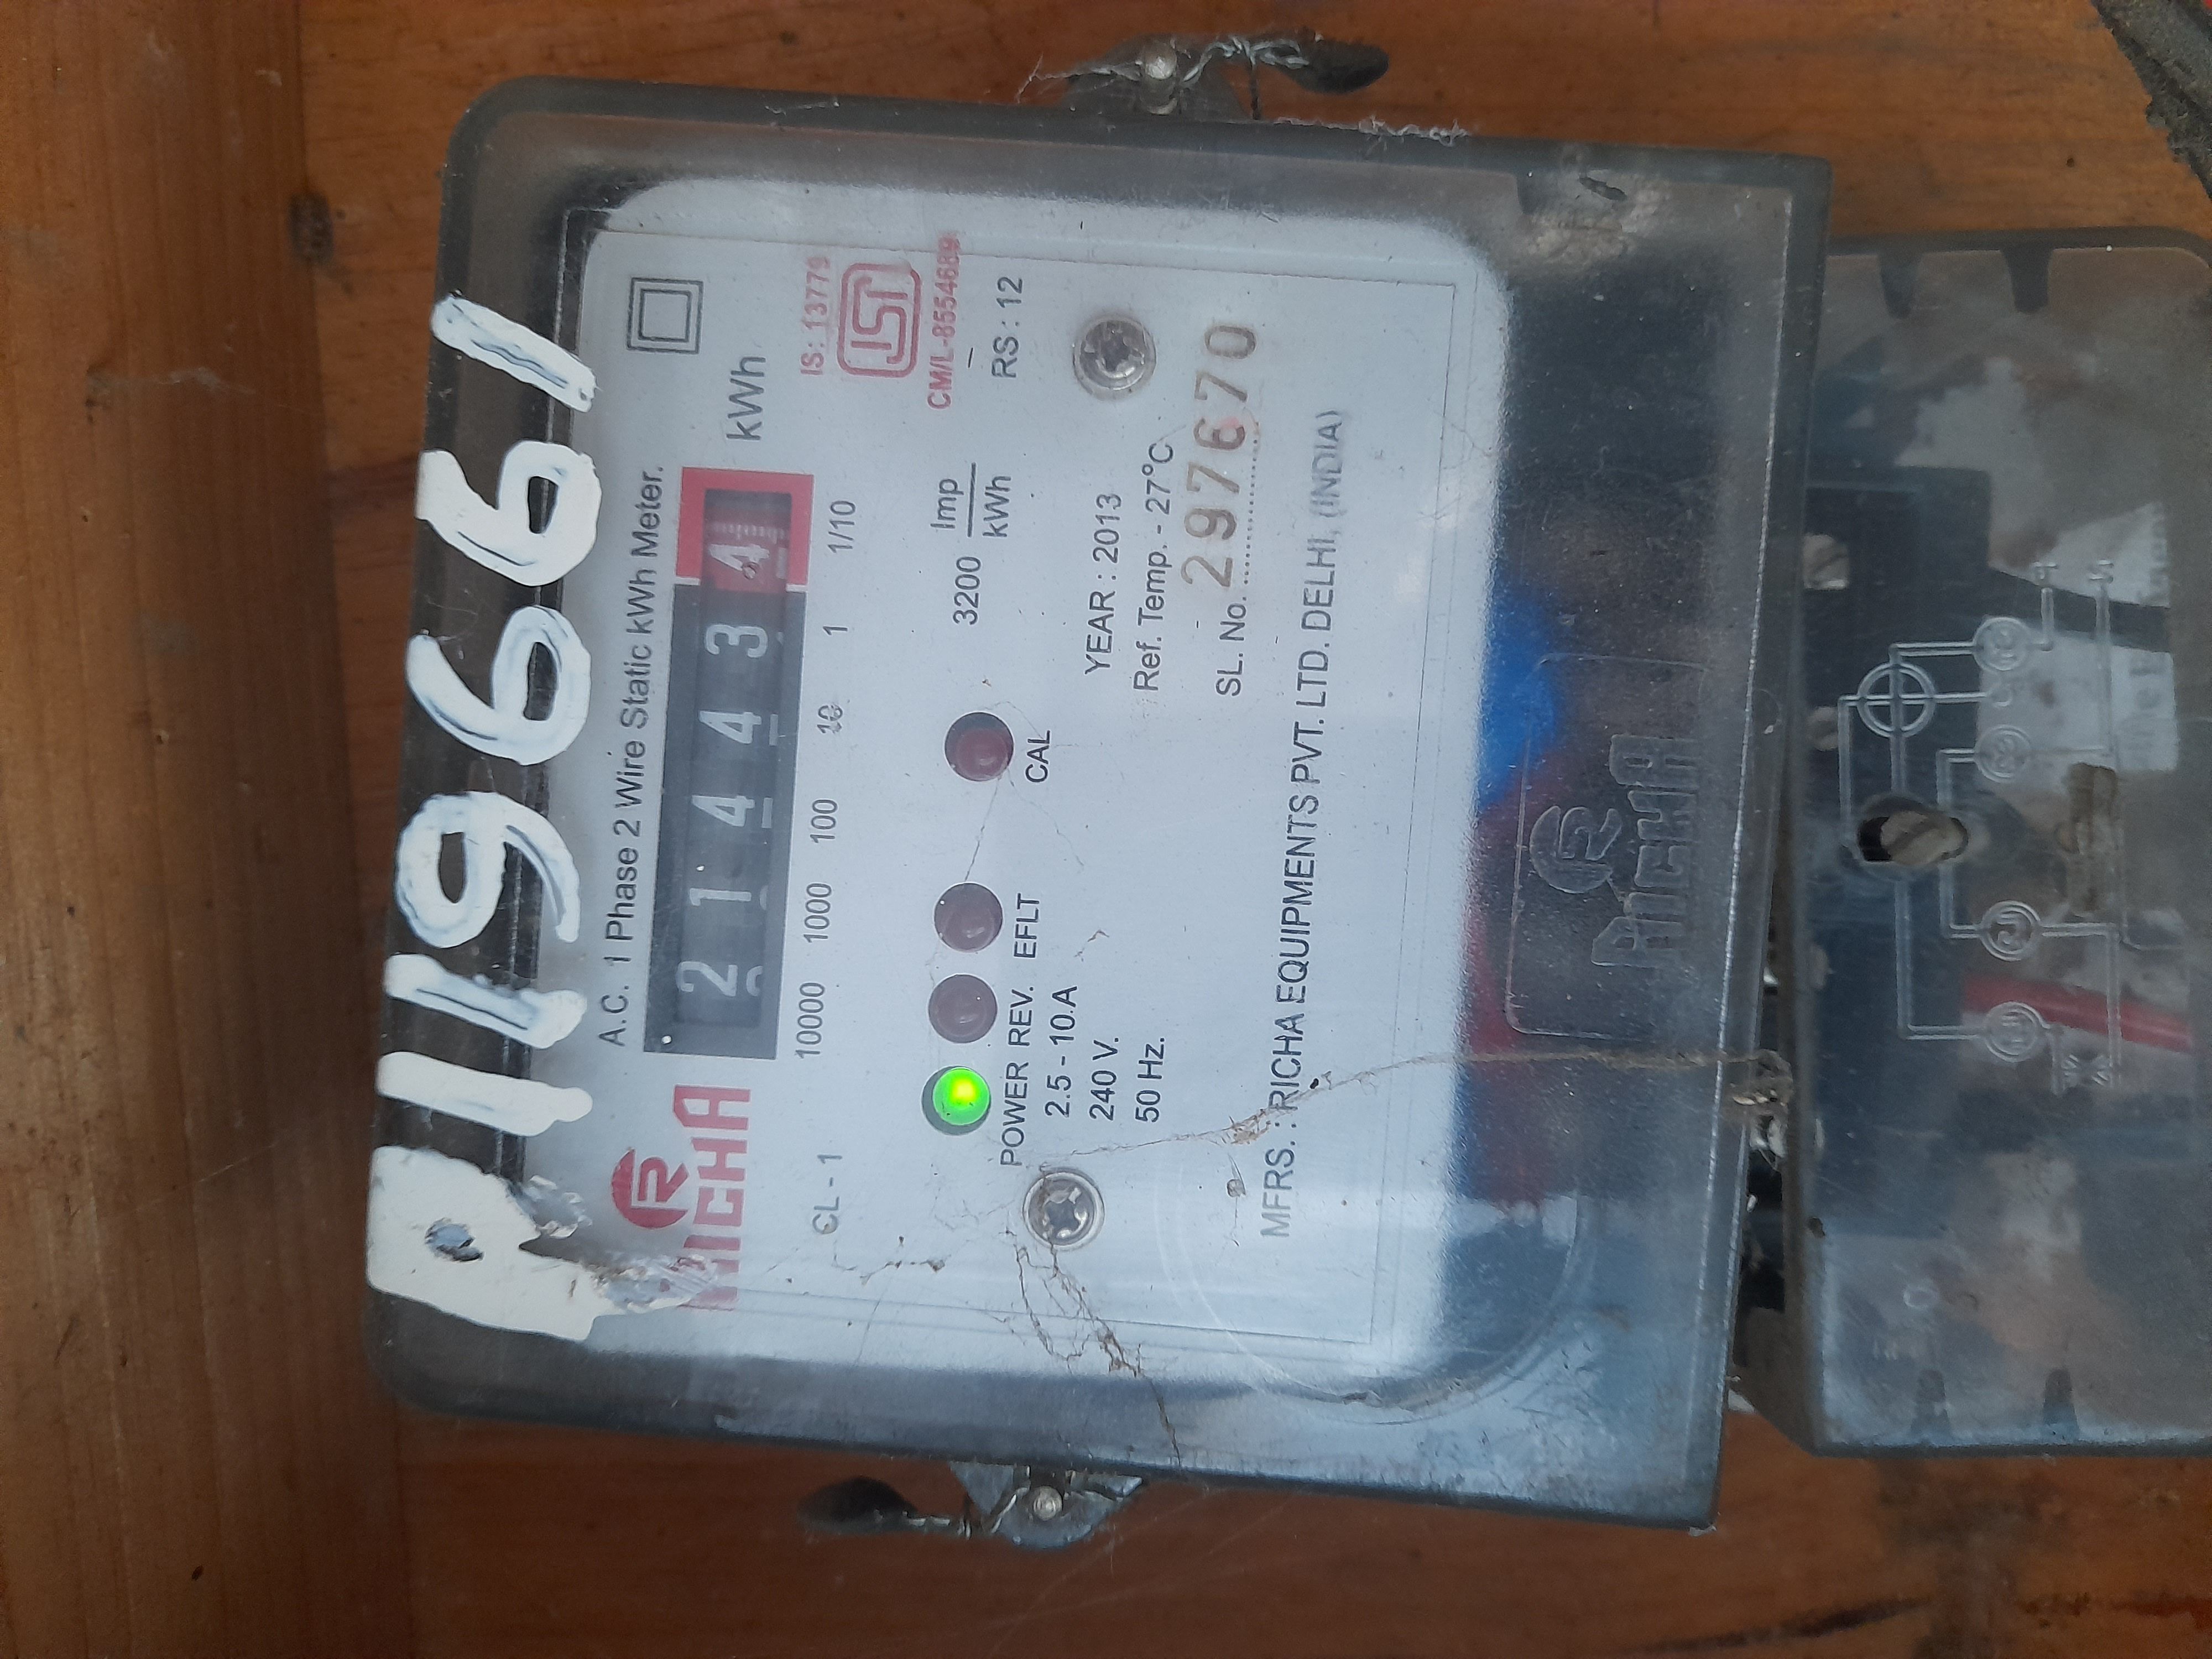 P119661
A.C. 1 Phase 2 Wire Static kWh Meter.
RICHA
2 1 4 4 3 4
kWh
10000 1000 100 10 1 1/10
CL - 1
IS: 13779
ISI
CM/L-8554689
RS : 12
3200 Imp
kWh
POWER REV. EFLT CAL
2.5 - 10.A
240 V.
50 Hz.
YEAR : 2013
Ref. Temp. - 27°C
SL. No. 297670
MFRS. : RICHA EQUIPMENTS PVT. LTD. DELHI, (INDIA)
R
RICHA